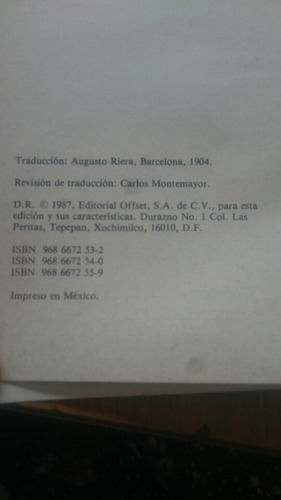 Traducción: Augusto Riera, Barcelona, 1904.
Revisión de traducción: Carlos Montemayor.
D.R. © 1987, Editorial Offset, S.A. de C.V., para esta
edición y sus características. Durazno No. 1 Col. Las
Peritas, Tepepan, Xochimilco, 16010, D.F.
ISBN 968 6672 53-2
ISBN 968 6672 54-0
ISBN 968 6672 55-9
Impreso en México.